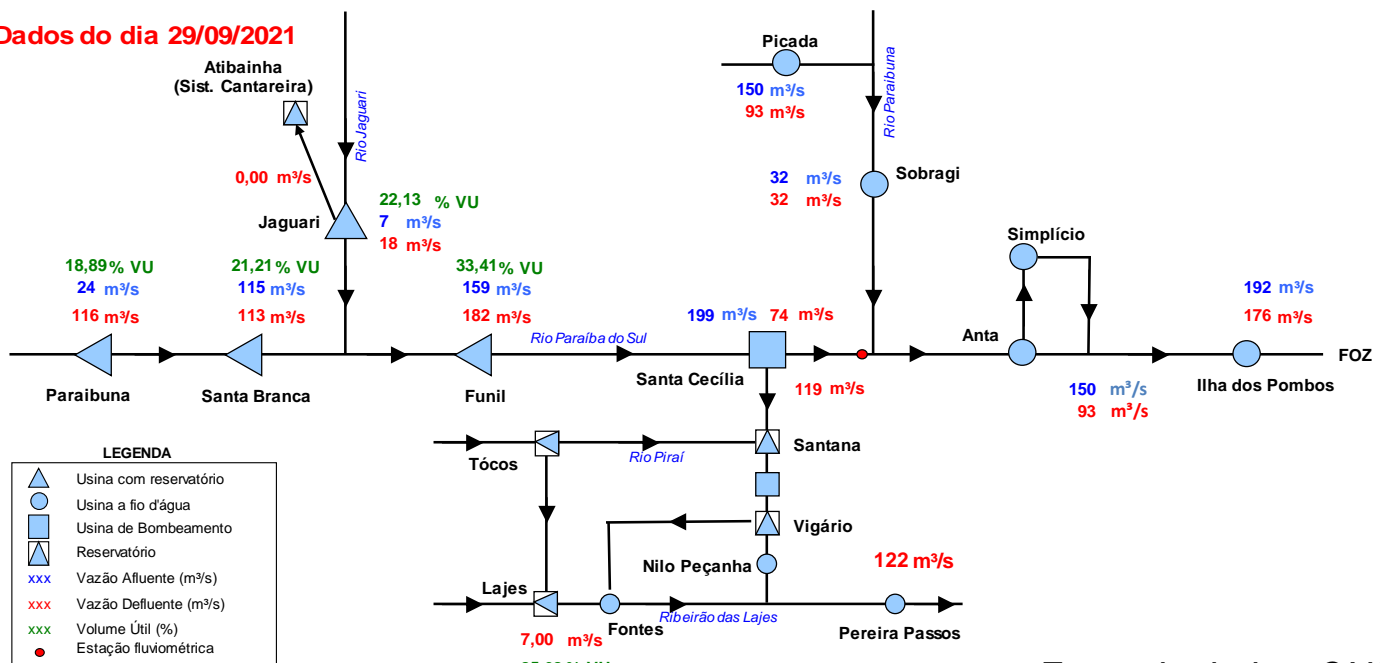 Dados do dia 29/09/2021
Atibainha
(Sist. Cantareira)
Rio Jaguari
0,00 m³/s
Jaguari
22,13 % VU
7 m³/s
18 m³/s
Picada
150 m³/s
93 m³/s
Rio Paraibuna
32 m³/s
32 m³/s
Sobragi
18,89 % VU
24 m³/s
116 m³/s
Paraibuna
21,21 % VU
115 m³/s
113 m³/s
Santa Branca
33,41 % VU
159 m³/s
182 m³/s
Funil
Rio Paraíba do Sul
199 m³/s 74 m³/s
Santa Cecília
119 m³/s
Simplício
Anta
150 m³/s
93 m³/s
192 m³/s
176 m³/s
Ilha dos Pombos
FOZ
Tócos
Rio Piraí
Santana
Vigário
Nilo Peçanha
122 m³/s
Lajes
Fontes
Ribeirão das Lajes
Pereira Passos
7,00 m³/s
LEGENDA
Usina com reservatório
Usina a fio d'água
Usina de Bombeamento
Reservatório
xxx Vazão Afluente (m³/s)
xxx Vazão Defluente (m³/s)
xxx Volume Útil (%)
Estação fluviométrica